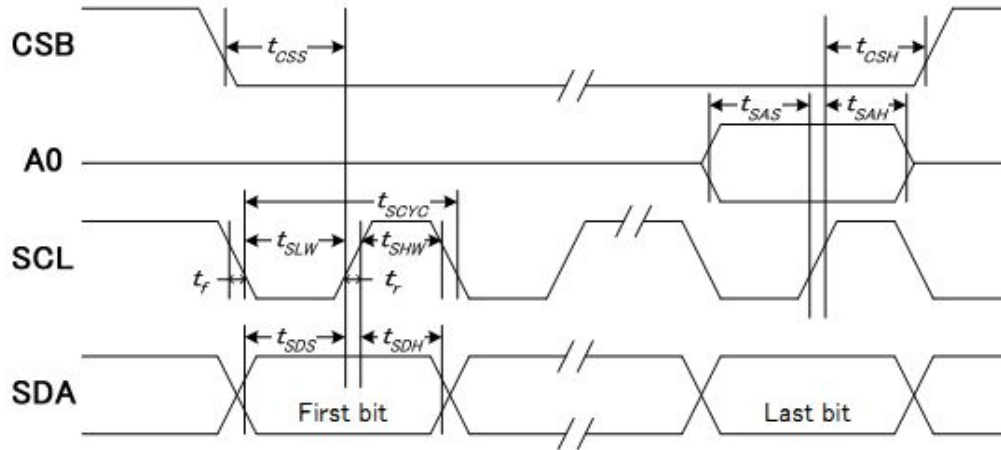 CSB
t_CSS
t_CSH
t_SAS
t_SAH
A0
t_SCYC
SCL
t_SLW
t_SHW
t_f
t_r
t_SDS
t_SDH
SDA
First bit
Last bit